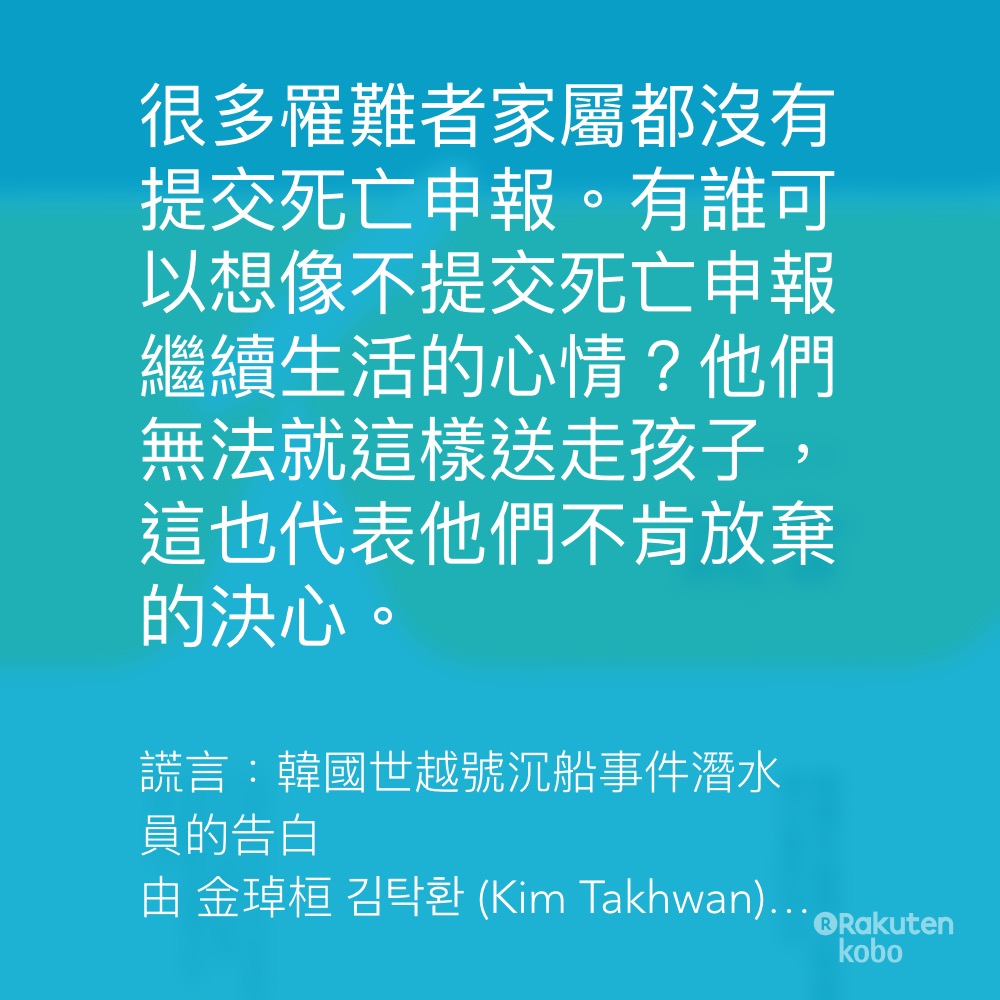 很多罹難者家屬都沒有
提交死亡申報。有誰可
以想像不提交死亡申報
繼續生活的心情？他們
無法就這樣送走孩子，
這也代表他們不肯放棄
的決心。
謊言：韓國世越號沉船事件潛水
員的告白
由 金琸桓 김탁환 (Kim Takhwan)…
Rakuten
kobo